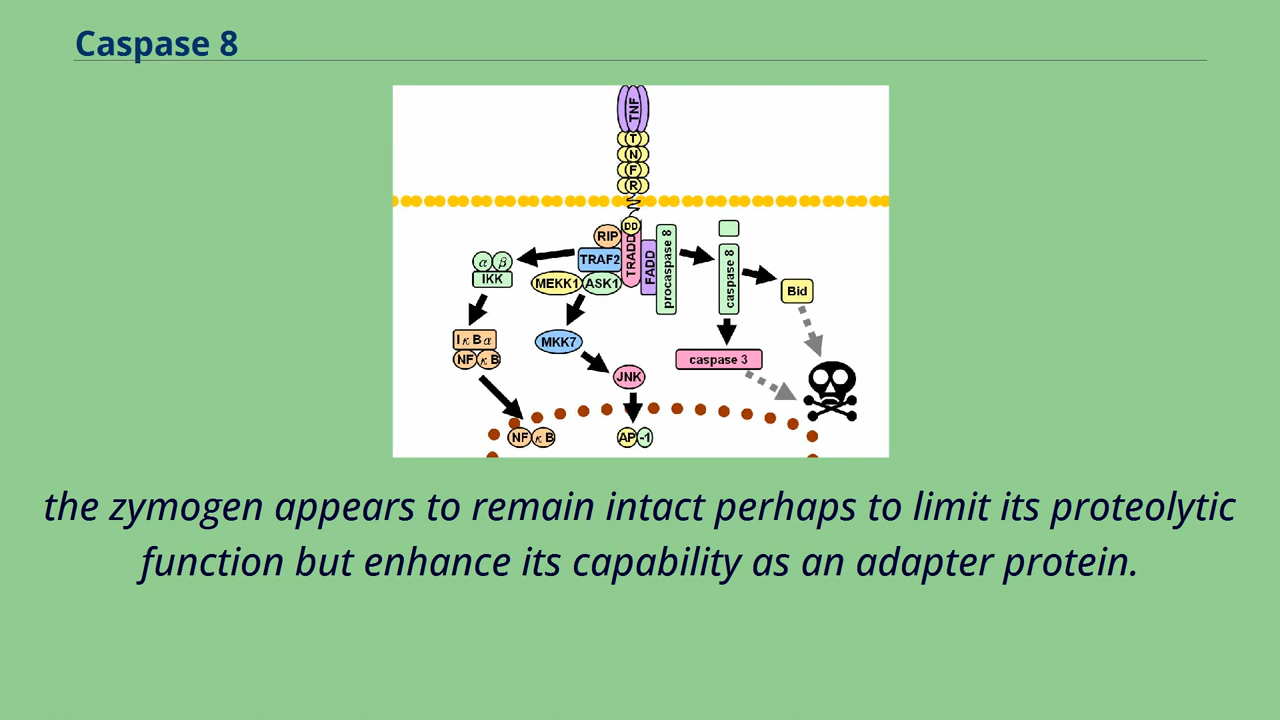 Caspase 8
TNF
T
N
F
R
DD
RIP
TRAF2
TRADD
FADD
procaspase 8
MEKK1
ASK1
α β
IKK
caspase 8
Bid
IκBα
NF κB
MKK7
caspase 3
JNK
NF κB
AP -1
the zymogen appears to remain intact perhaps to limit its proteolytic
function but enhance its capability as an adapter protein.